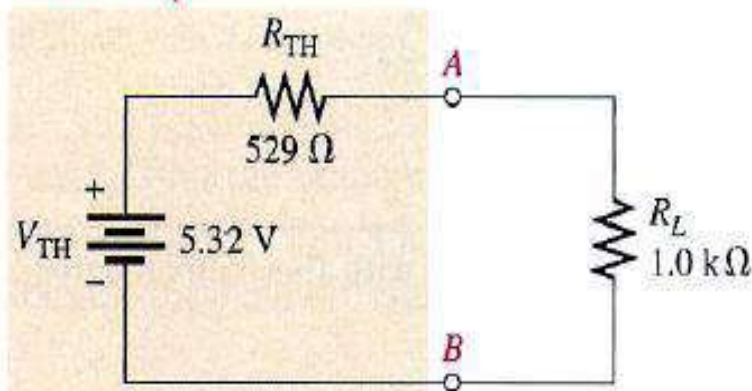 R_TH
529 Ω
A
+
V_TH
5.32 V
−
R_L
1.0 kΩ
B